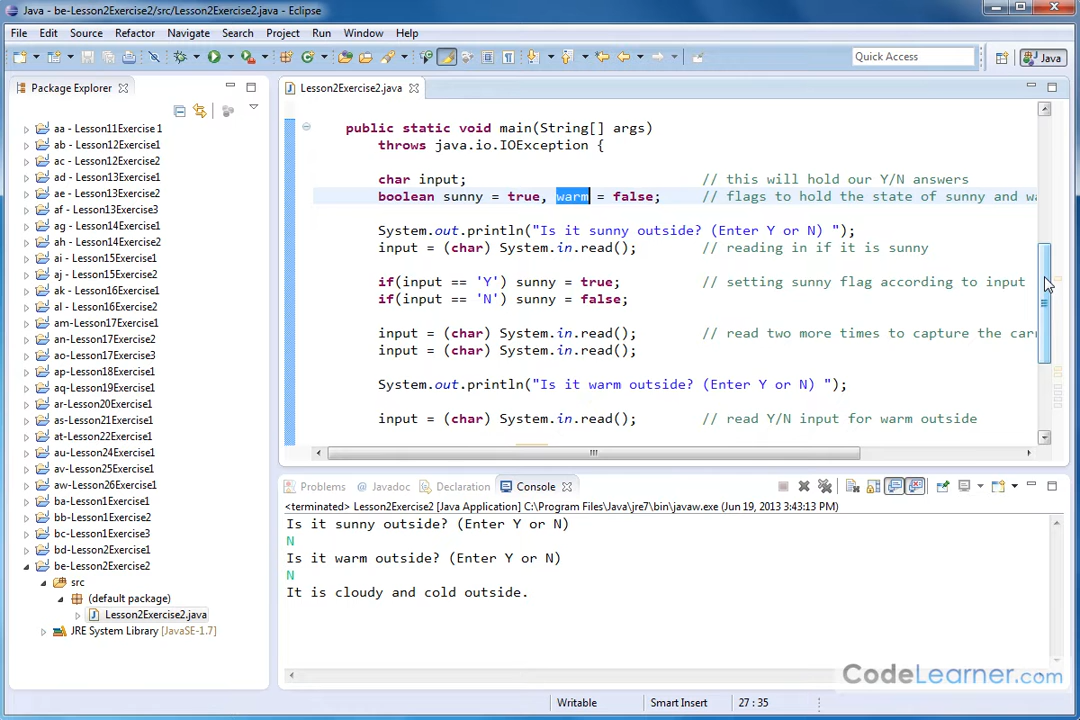 Java - be-Lesson2Exercise2/src/Lesson2Exercise2.java - Eclipse
File Edit Source Refactor Navigate Search Project Run Window Help
Quick Access
Java
Package Explorer
aa - Lesson11Exercise1
ab - Lesson12Exercise1
ac - Lesson12Exercise2
ad - Lesson13Exercise1
ae - Lesson13Exercise2
af - Lesson13Exercise3
ag - Lesson14Exercise1
ah - Lesson14Exercise2
ai - Lesson15Exercise1
aj - Lesson15Exercise2
ak - Lesson16Exercise1
al - Lesson16Exercise2
am-Lesson17Exercise1
an-Lesson17Exercise2
ao-Lesson17Exercise3
ap-Lesson18Exercise1
aq-Lesson19Exercise1
ar-Lesson20Exercise1
as-Lesson21Exercise1
at-Lesson22Exercise1
au-Lesson24Exercise1
av-Lesson25Exercise1
aw-Lesson26Exercise1
ba-Lesson1Exercise1
bb-Lesson1Exercise2
bc-Lesson1Exercise3
bd-Lesson2Exercise1
be-Lesson2Exercise2
src
(default package)
Lesson2Exercise2.java
JRE System Library [JavaSE-1.7]
Lesson2Exercise2.java
public static void main(String[] args)
throws java.io.IOException {
char input; // this will hold our Y/N answers
boolean sunny = true, warm = false; // flags to hold the state of sunny and wa
System.out.println("Is it sunny outside? (Enter Y or N) ");
input = (char) System.in.read(); // reading in if it is sunny
if(input == 'Y') sunny = true; // setting sunny flag according to input
if(input == 'N') sunny = false;
input = (char) System.in.read(); // read two more times to capture the carr
input = (char) System.in.read();
System.out.println("Is it warm outside? (Enter Y or N) ");
input = (char) System.in.read(); // read Y/N input for warm outside
Problems Javadoc Declaration Console
<terminated> Lesson2Exercise2 [Java Application] C:\Program Files\Java\jre7\bin\javaw.exe (Jun 19, 2013 3:43:13 PM)
Is it sunny outside? (Enter Y or N)
N
Is it warm outside? (Enter Y or N)
N
It is cloudy and cold outside.
CodeLearner.com
Writable Smart Insert 27 : 35